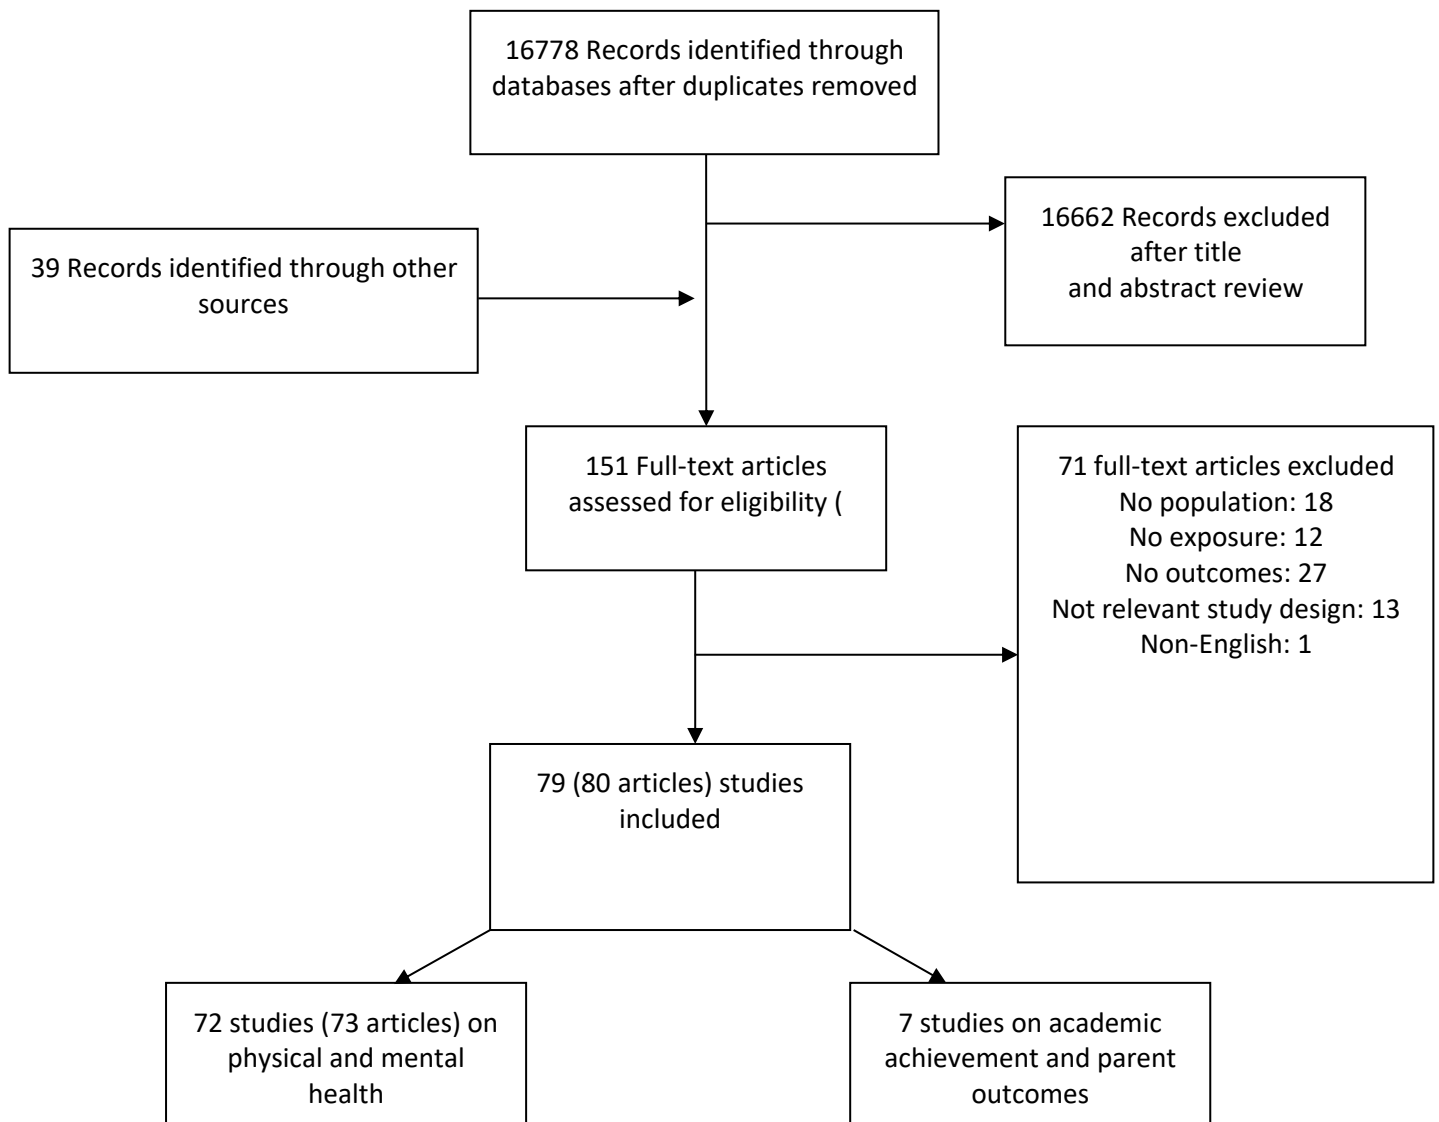 16778 Records identified through
databases after duplicates removed
16662 Records excluded
after title
and abstract review
39 Records identified through other
sources
151 Full-text articles
assessed for eligibility (
71 full-text articles excluded
No population: 18
No exposure: 12
No outcomes: 27
Not relevant study design: 13
Non-English: 1
79 (80 articles) studies
included
72 studies (73 articles) on
physical and mental
health
7 studies on academic
achievement and parent
outcomes